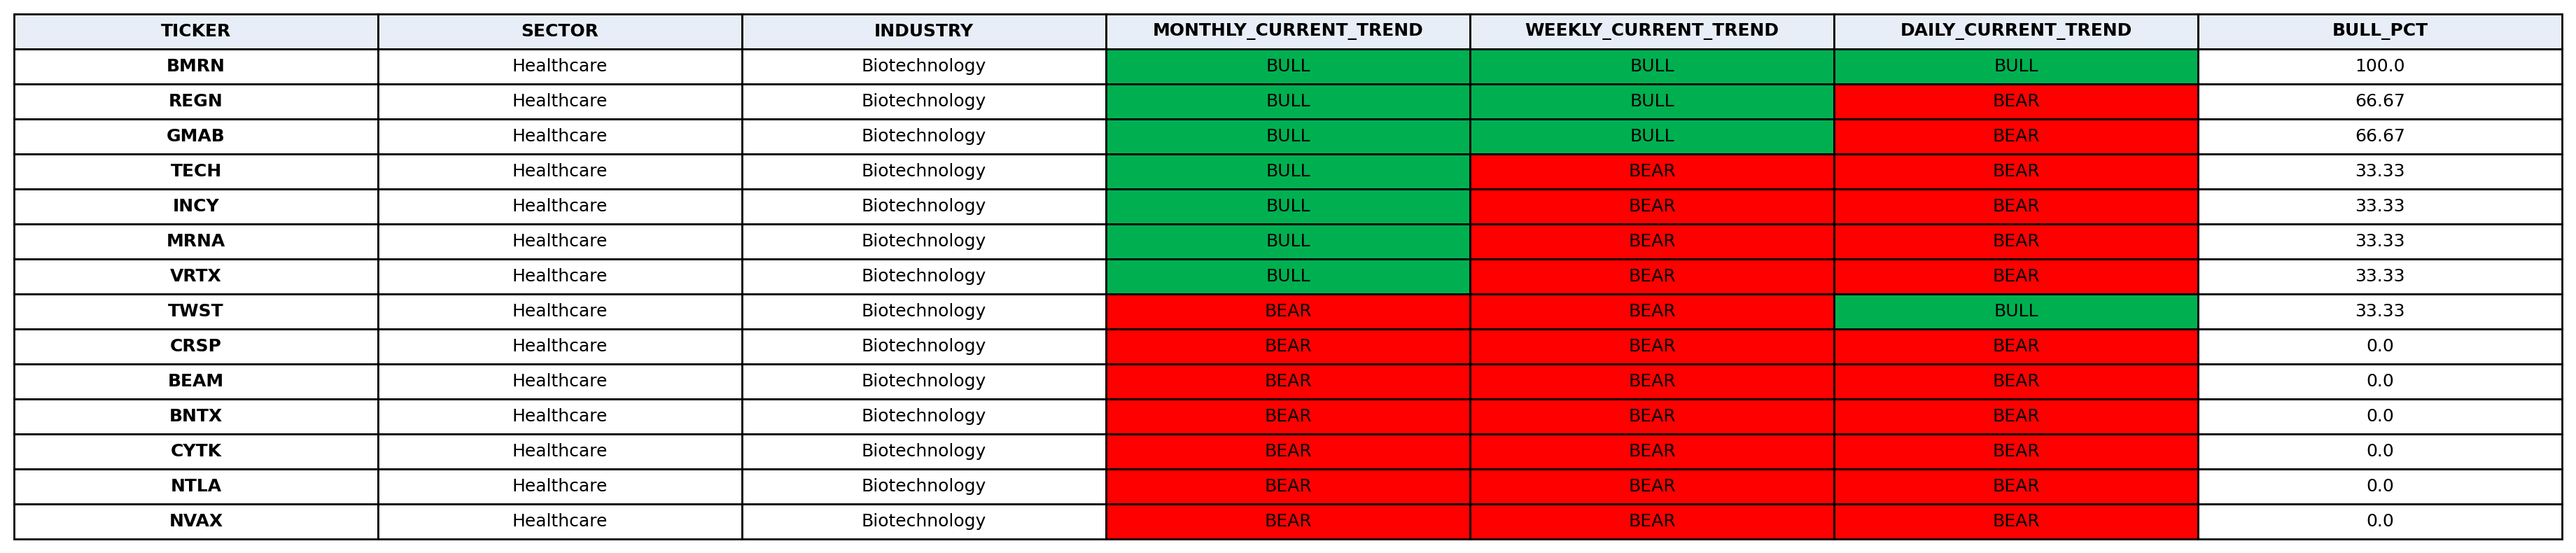 TICKER SECTOR INDUSTRY MONTHLY_CURRENT_TREND WEEKLY_CURRENT_TREND DAILY_CURRENT_TREND BULL_PCT
BMRN Healthcare Biotechnology BULL BULL BULL 100.0
REGN Healthcare Biotechnology BULL BULL BEAR 66.67
GMAB Healthcare Biotechnology BULL BULL BEAR 66.67
TECH Healthcare Biotechnology BULL BEAR BEAR 33.33
INCY Healthcare Biotechnology BULL BEAR BEAR 33.33
MRNA Healthcare Biotechnology BULL BEAR BEAR 33.33
VRTX Healthcare Biotechnology BULL BEAR BEAR 33.33
TWST Healthcare Biotechnology BEAR BEAR BULL 33.33
CRSP Healthcare Biotechnology BEAR BEAR BEAR 0.0
BEAM Healthcare Biotechnology BEAR BEAR BEAR 0.0
BNTX Healthcare Biotechnology BEAR BEAR BEAR 0.0
CYTK Healthcare Biotechnology BEAR BEAR BEAR 0.0
NTLA Healthcare Biotechnology BEAR BEAR BEAR 0.0
NVAX Healthcare Biotechnology BEAR BEAR BEAR 0.0